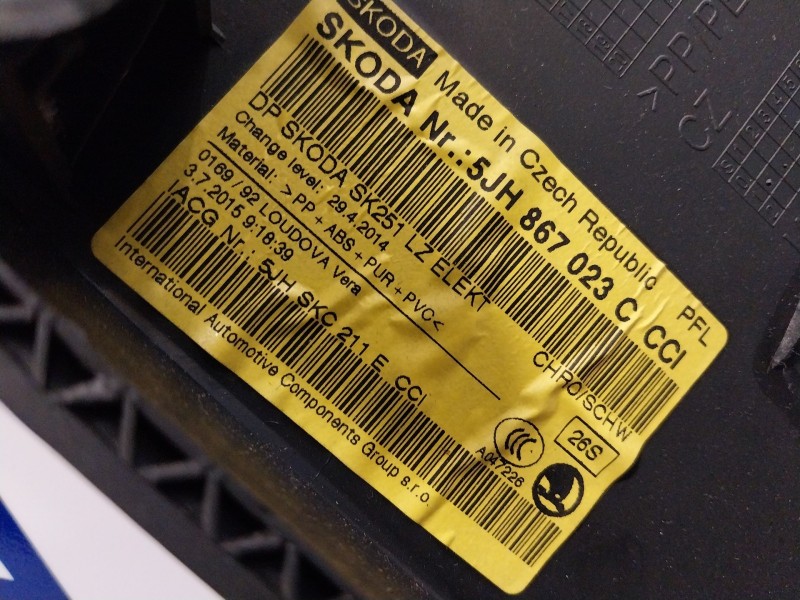 SKODA Made in Czech Republic PFL
SKODA Nr.:5JH 867 023 C CCI
DP SKODA SK251 LZ ELEKT CHRO/SCHW
Change level: 29.4.2014
Material: >PP+ABS+PUR+PVC<
0169/92 LOUDOVA Vera
3.7.2015 9:18:39
26S
IACG Nr.: 5JH SKC 211 E CCI
A047226
International Automotive Components Group s.r.o.
CZ